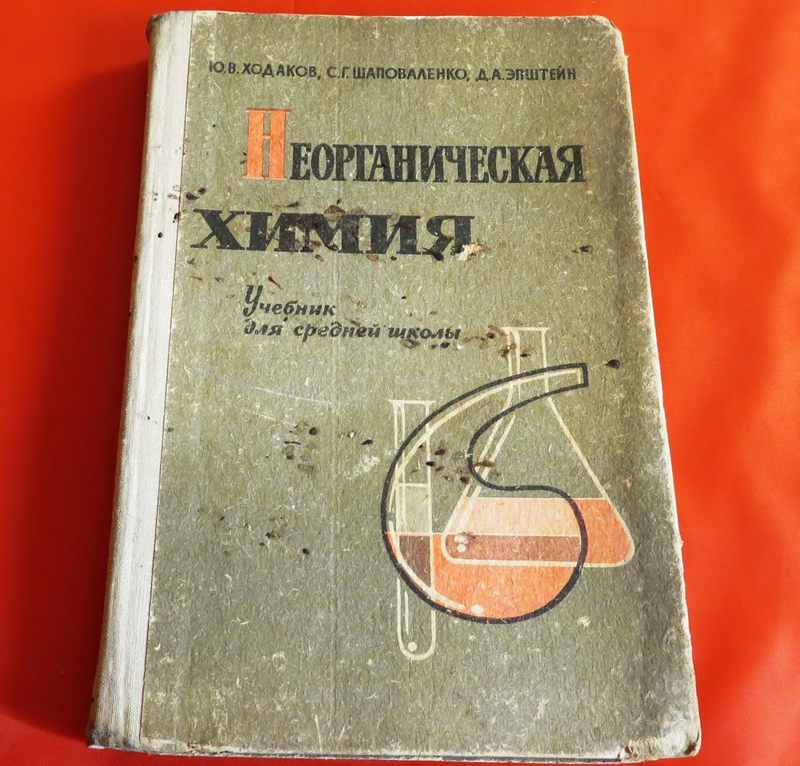 Ю.В.ХОДАКОВ, С.Г.ШАПОВАЛЕНКО, Д.А.ЭПШТЕЙН
НЕОРГАНИЧЕСКАЯ
ХИМИЯ
Учебник
для средней школы